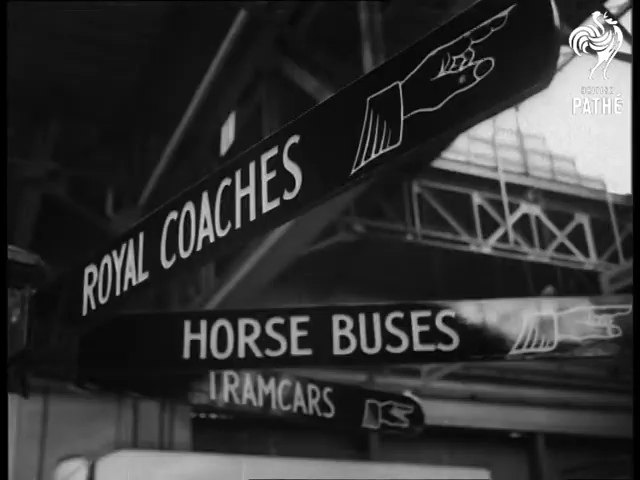 BRITISH
PATHÉ
ROYAL COACHES
HORSE BUSES
TRAMCARS